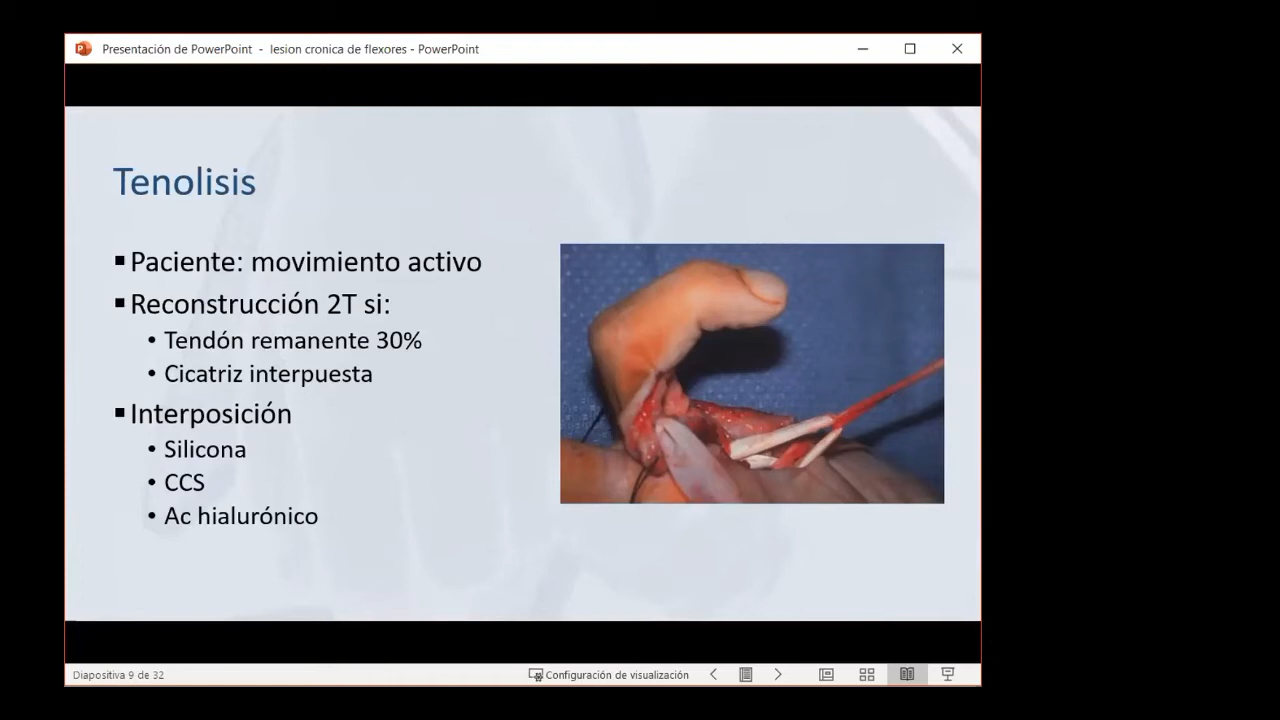 Presentación de PowerPoint - lesion cronica de flexores - PowerPoint
Tenolisis
▪Paciente: movimiento activo
▪Reconstrucción 2T si:
• Tendón remanente 30%
• Cicatriz interpuesta
▪Interposición
• Silicona
• CCS
• Ac hialurónico
Diapositiva 9 de 32
Configuración de visualización